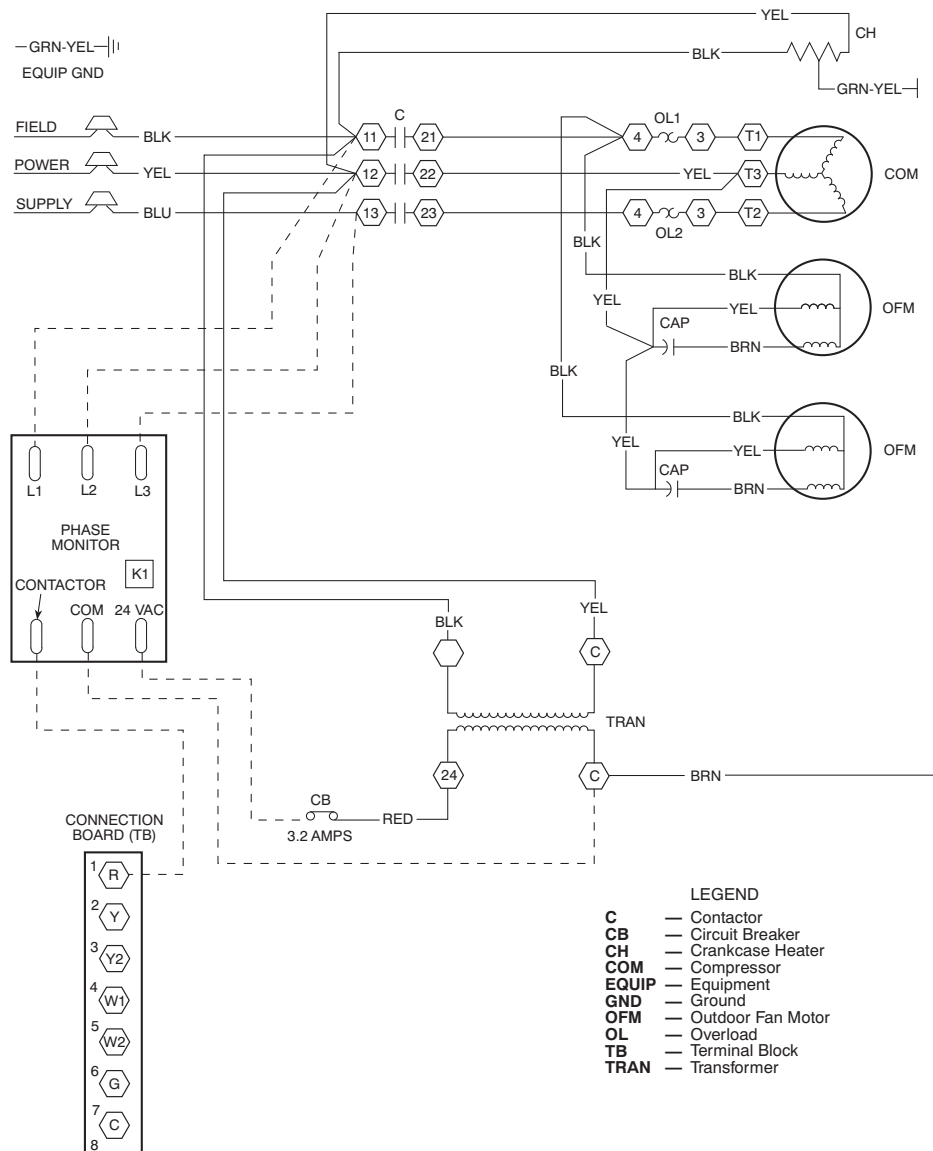 YEL
CH
GRN-YEL
EQUIP GND
BLK
GRN-YEL
FIELD
BLK
11
C
21
4
OL1
3
T1
POWER
YEL
12
22
YEL
T3
COM
SUPPLY
BLU
13
23
4
OL2
3
T2
BLK
BLK
YEL
YEL
OFM
CAP
BRN
BLK
BLK
YEL
YEL
OFM
CAP
BRN
L1
L2
L3
PHASE
MONITOR
K1
CONTACTOR
COM
24 VAC
BLK
YEL
C
TRAN
24
C
BRN
CB
RED
3.2 AMPS
CONNECTION
BOARD (TB)
1 R
2 Y
3 Y2
4 W1
5 W2
6 G
7 C
8
LEGEND
C — Contactor
CB — Circuit Breaker
CH — Crankcase Heater
COM — Compressor
EQUIP — Equipment
GND — Ground
OFM — Outdoor Fan Motor
OL — Overload
TB — Terminal Block
TRAN — Transformer